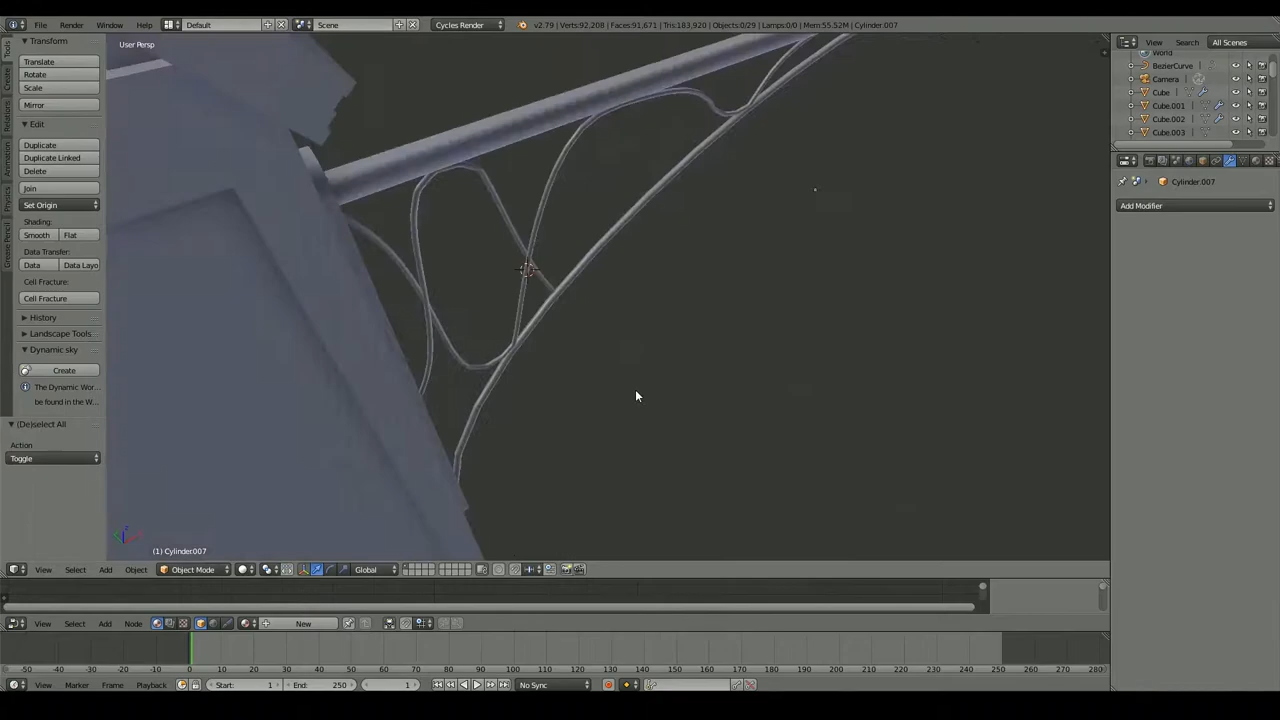 File Render Window Help Default Scene Cycles Render v2.79 | Verts:92,208 | Faces:91,671 | Tris:183,920 | Objects:0/29 | Lamps:0/0 | Mem:55.52M | Cylinder.007
Transform
Translate
Rotate
Scale
Mirror
Edit
Duplicate
Duplicate Linked
Delete
Join
Set Origin
Shading:
Smooth Flat
Data Transfer:
Data Data Layo
Cell Fracture:
Cell Fracture
History
Landscape Tools..
Dynamic sky
Create
The Dynamic Wor...
be found in the W...
(De)select All
Action
Toggle
Tools
Create
Relations
Animation
Physics
Grease Pencil
User Persp
(1) Cylinder.007
View Select Add Object Object Mode Global
View Select Add Node New
-50 -40 -30 -20 -10 0 10 20 30 40 50 60 70 80 90 100 110 120 130 140 150 160 170 180 190 200 210 220 230 240 250 260 270 280
View Marker Frame Playback Start: 1 End: 250 1 No Sync
View Search All Scenes
World
BezierCurve
Camera
Cube
Cube.001
Cube.002
Cube.003
Cylinder.007
Add Modifier